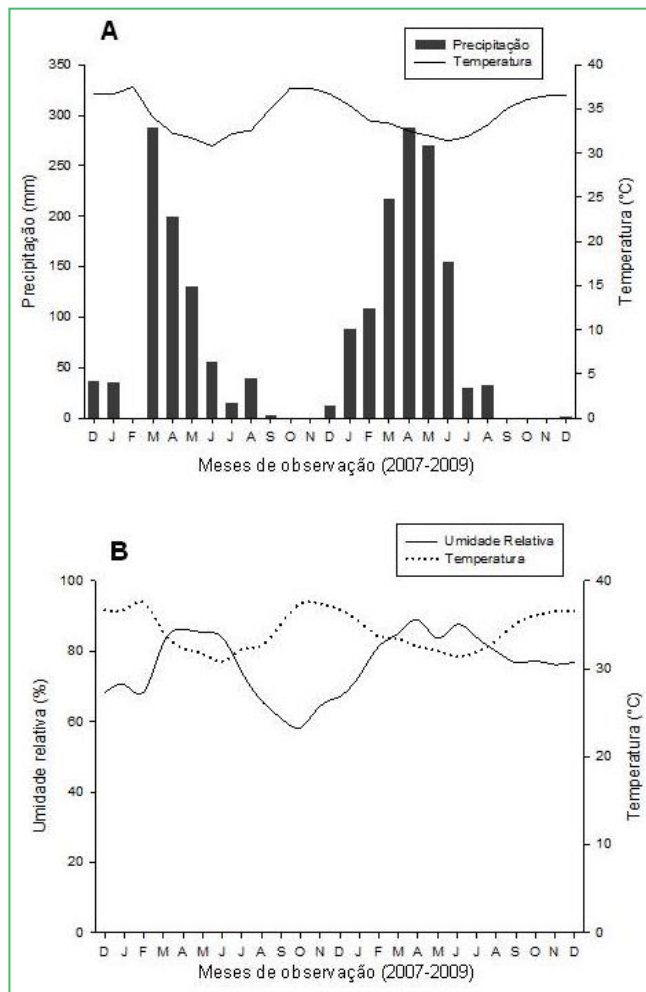 A
Precipitação
Temperatura
350
300
250
200
150
100
50
0
Precipitação (mm)
40
35
30
25
20
15
10
5
0
Temperatura (°C)
D J F M A M J J A S O N D J F M A M J J A S O N D
Meses de observação (2007-2009)
B
Umidade Relativa
Temperatura
100
80
60
40
20
0
Umidade relativa (%)
40
30
20
10
0
Temperatura (°C)
D J F M A M J J A S O N D J F M A M J J A S O N D
Meses de observação (2007-2009)